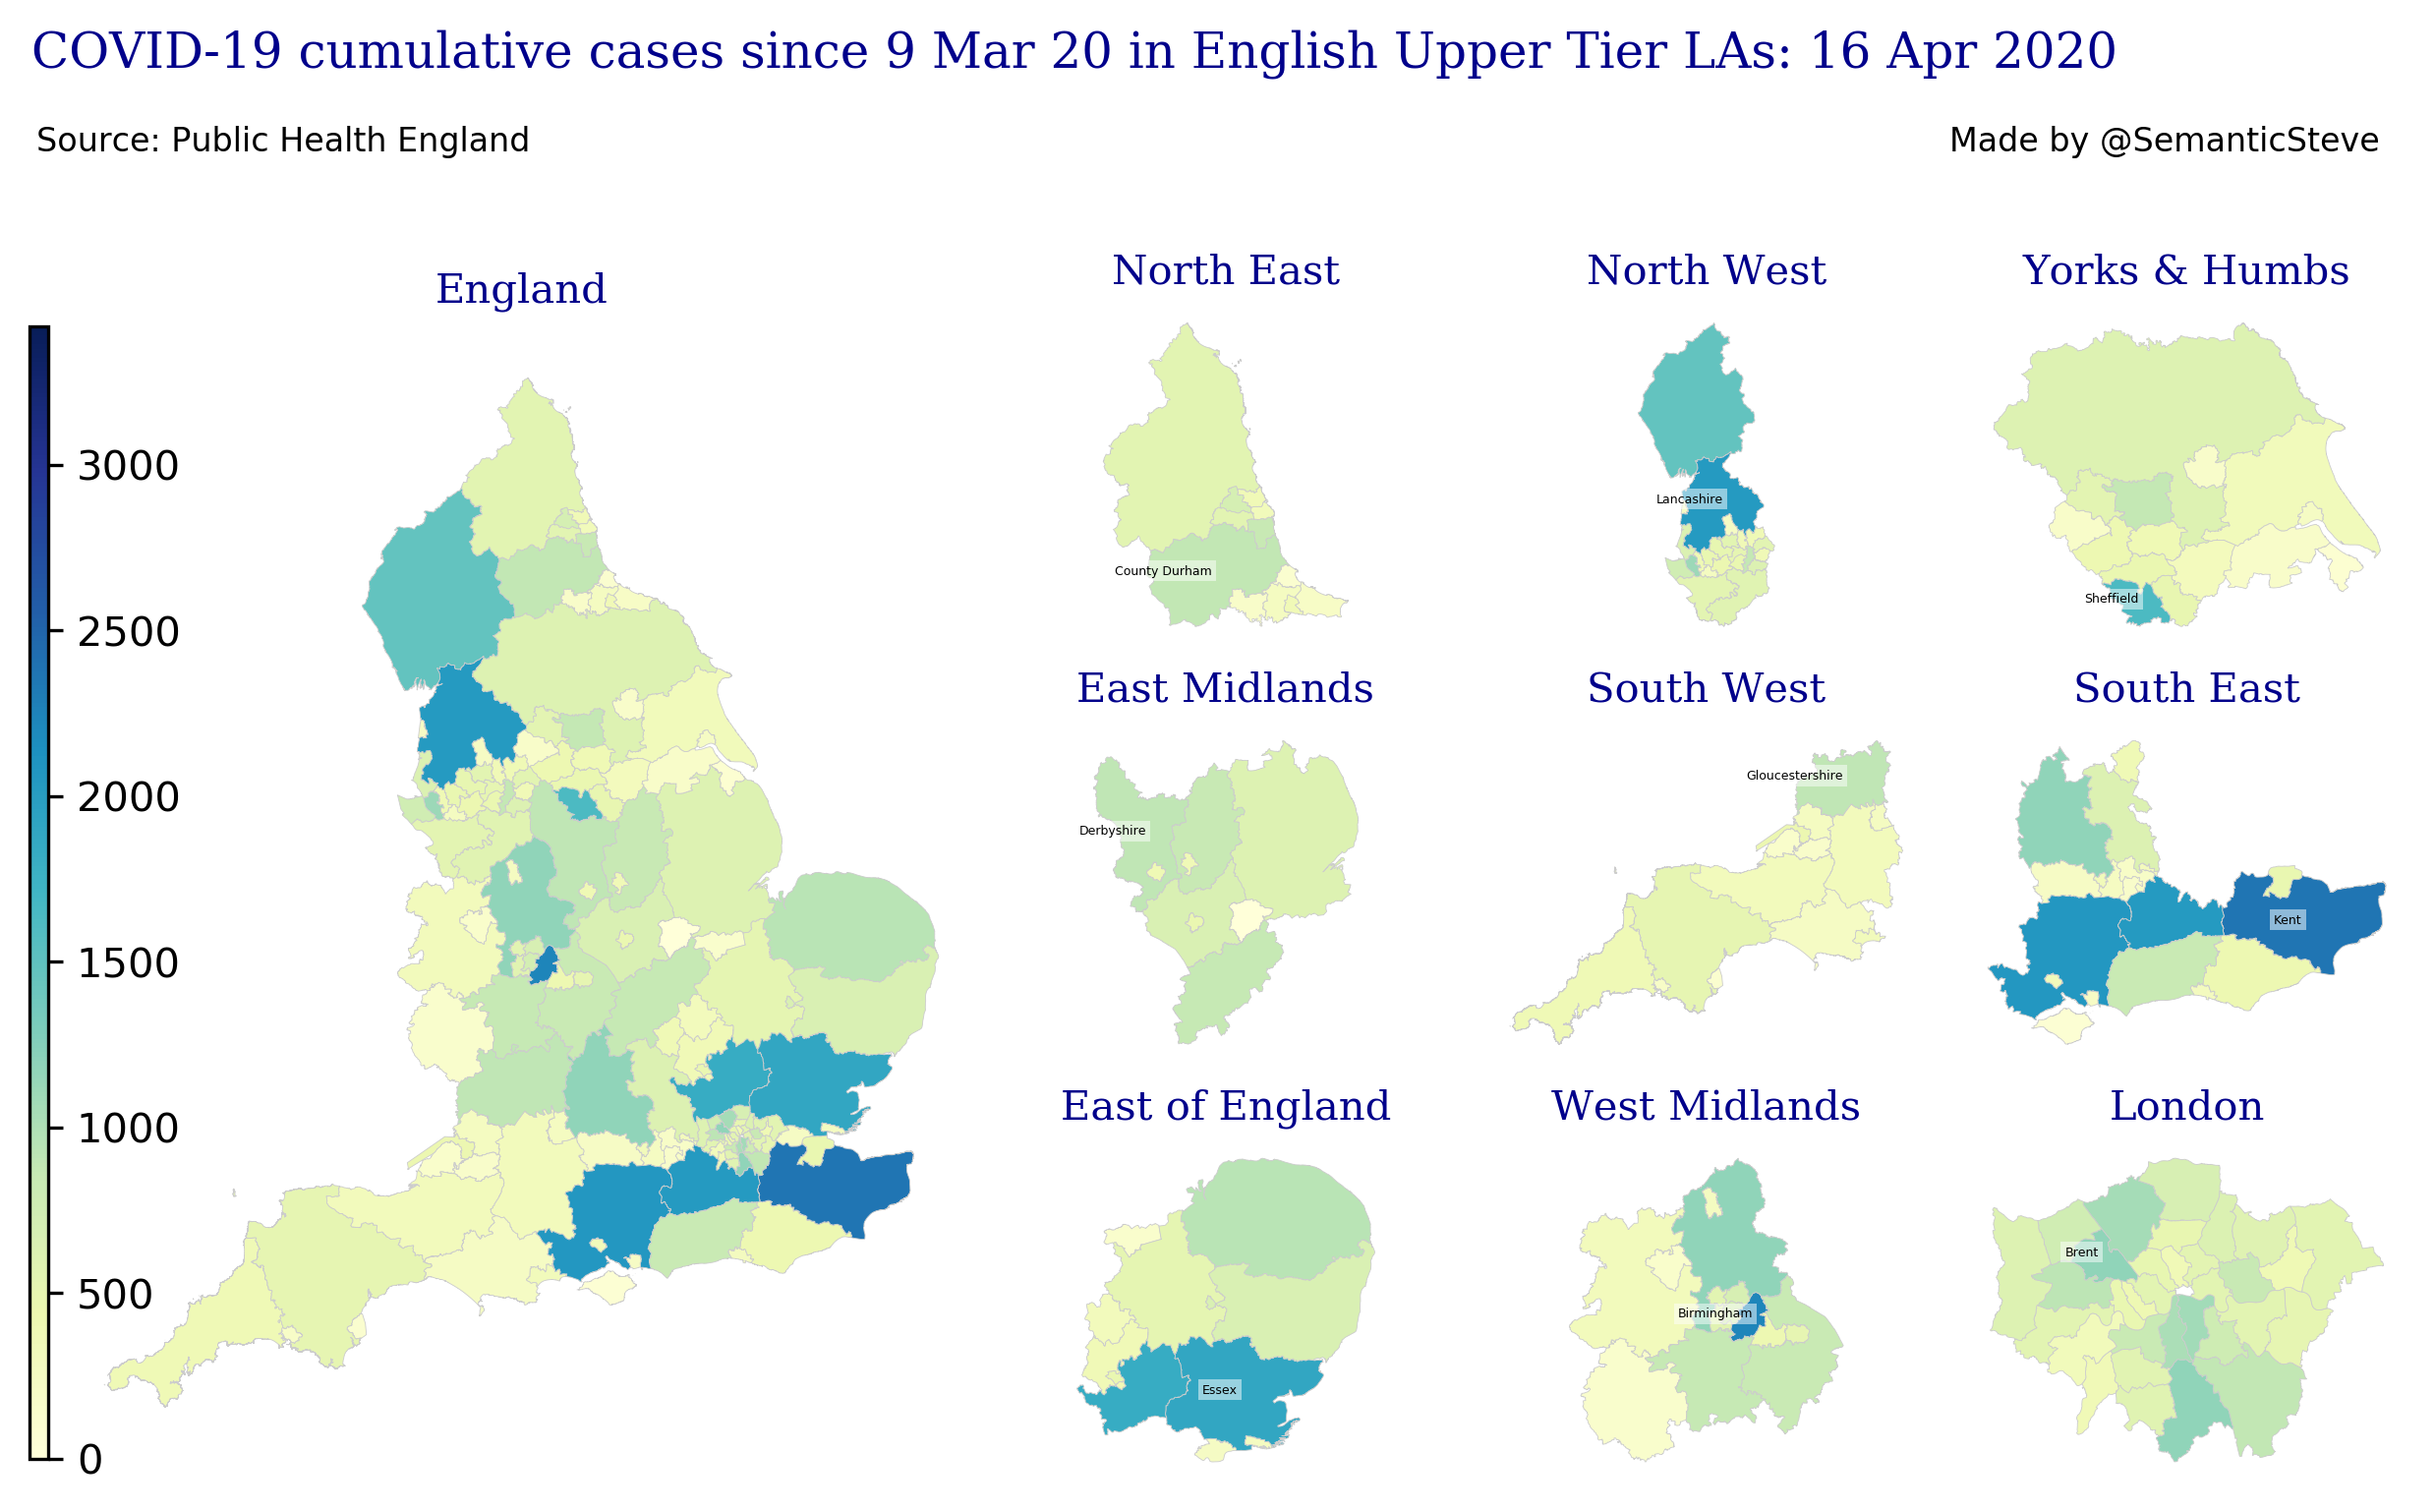 COVID-19 cumulative cases since 9 Mar 20 in English Upper Tier LAs: 16 Apr 2020
Source: Public Health England
Made by @SemanticSteve
England
3000
2500
2000
1500
1000
500
0
North East
County Durham
North West
Lancashire
Yorks & Humbs
Sheffield
East Midlands
Derbyshire
South West
Gloucestershire
South East
Kent
East of England
Essex
West Midlands
Birmingham
London
Brent